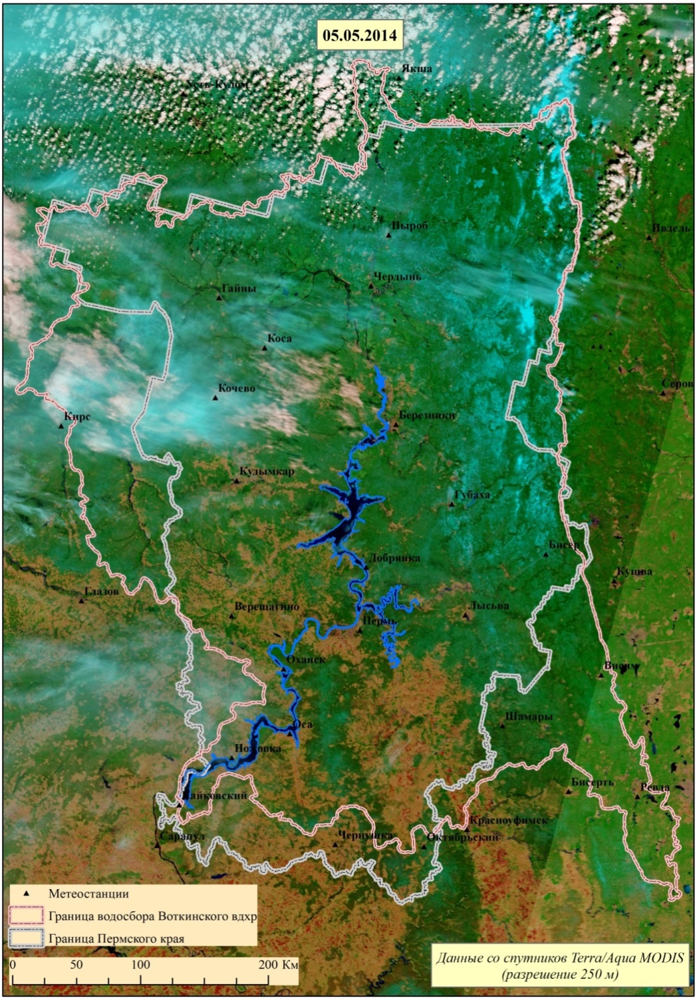 05.05.2014
Якша
Усть-Кулом
Ныроб
Ивдель
Чердынь
Гайны
Коса
Кочево
Серов
Березники
Кирс
Кудымкар
Губаха
Бисер
Добрянка
Кушва
Глазов
Верещагино
Лысьва
Пермь
Оханск
Висим
Шамары
Оса
Ножовка
Бисерть
Ревда
Чайковский
Красноуфимск
Сарапул
Чернушка
Октябрьский
Метеостанции
Граница водосбора Воткинского вдхр
Граница Пермского края
0 50 100 200 Км
Данные со спутников Terra/Aqua MODIS
(разрешение 250 м)